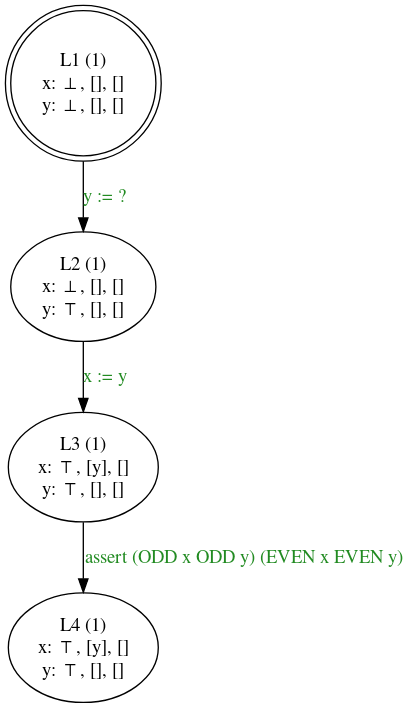 L1 (1)
x: ⊥, [], []
y: ⊥, [], []
y := ?
L2 (1)
x: ⊥, [], []
y: ⊤, [], []
x := y
L3 (1)
x: ⊤, [y], []
y: ⊤, [], []
assert (ODD x ODD y) (EVEN x EVEN y)
L4 (1)
x: ⊤, [y], []
y: ⊤, [], []